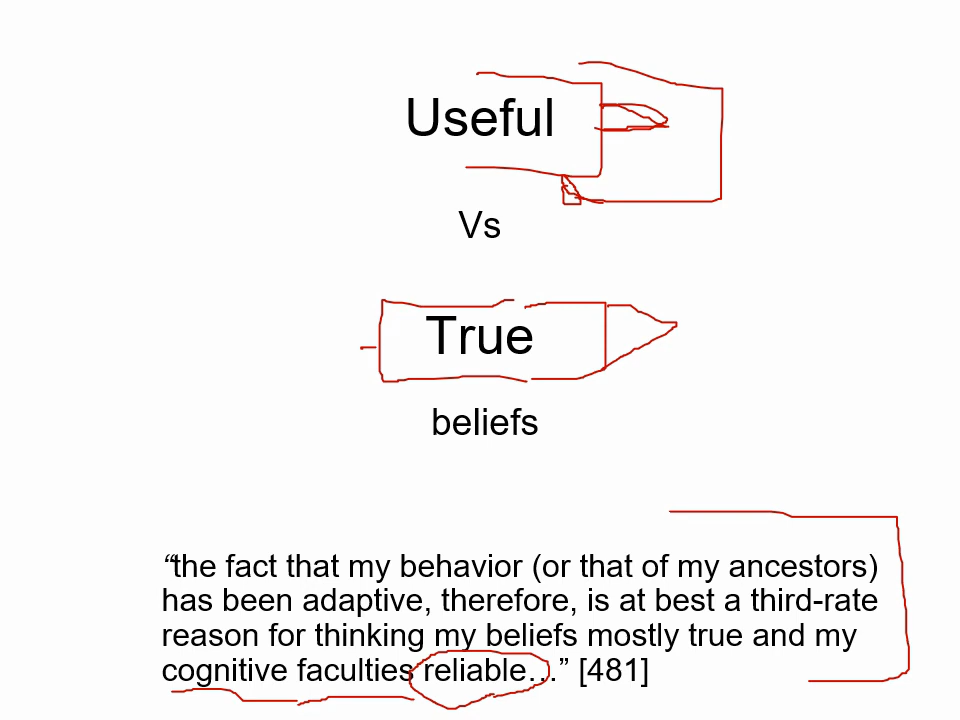 Useful
Vs
True
beliefs
“the fact that my behavior (or that of my ancestors)
has been adaptive, therefore, is at best a third-rate
reason for thinking my beliefs mostly true and my
cognitive faculties reliable…” [481]